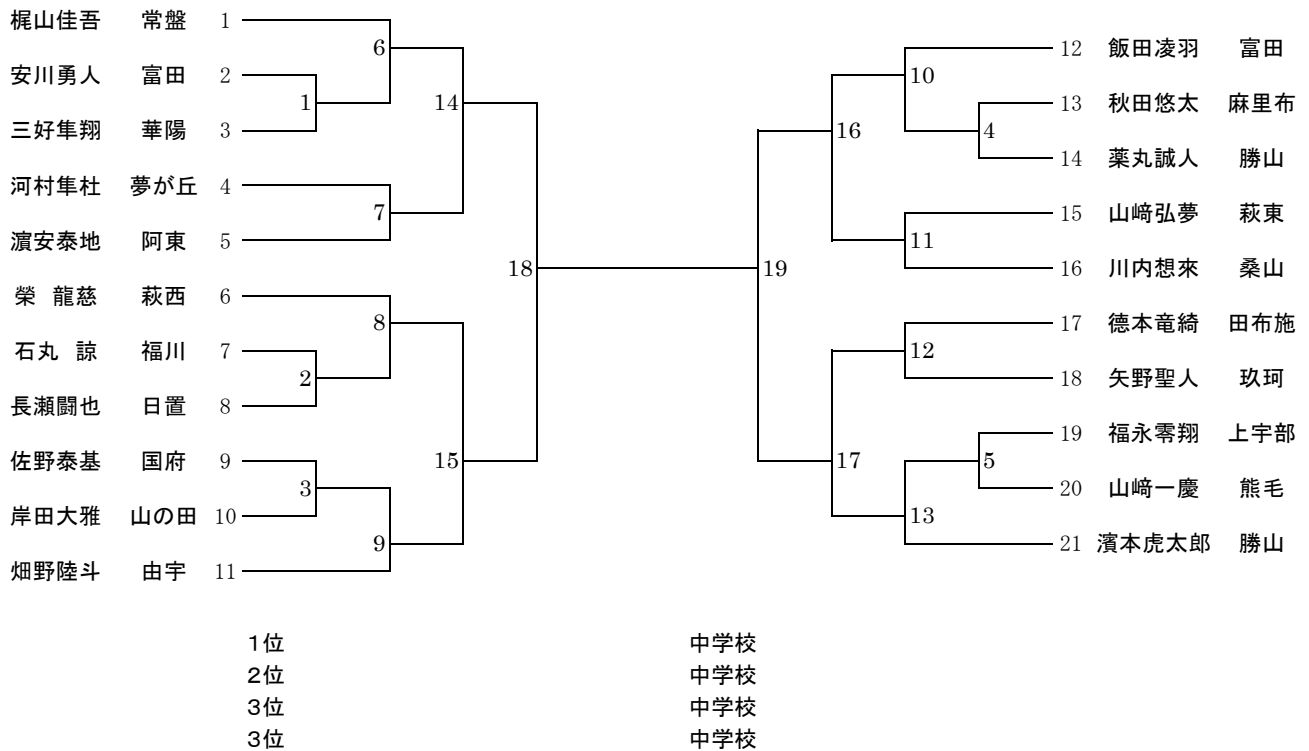 梶山佳吾 常盤 1
安川勇人 富田 2
三好隼翔 華陽 3
河村隼杜 夢が丘 4
濵安泰地 阿東 5
榮 龍慈 萩西 6
石丸 諒 福川 7
長瀬闘也 日置 8
佐野泰基 国府 9
岸田大雅 山の田 10
畑野陸斗 由宇 11
6
1
14
7
18
8
2
15
3
9
19
10
16
4
11
12
17
5
13
12 飯田凌羽 富田
13 秋田悠太 麻里布
14 薬丸誠人 勝山
15 山﨑弘夢 萩東
16 川内想來 桑山
17 德本竜綺 田布施
18 矢野聖人 玖珂
19 福永零翔 上宇部
20 山﨑一慶 熊毛
21 濱本虎太郎 勝山
1位 中学校
2位 中学校
3位 中学校
3位 中学校